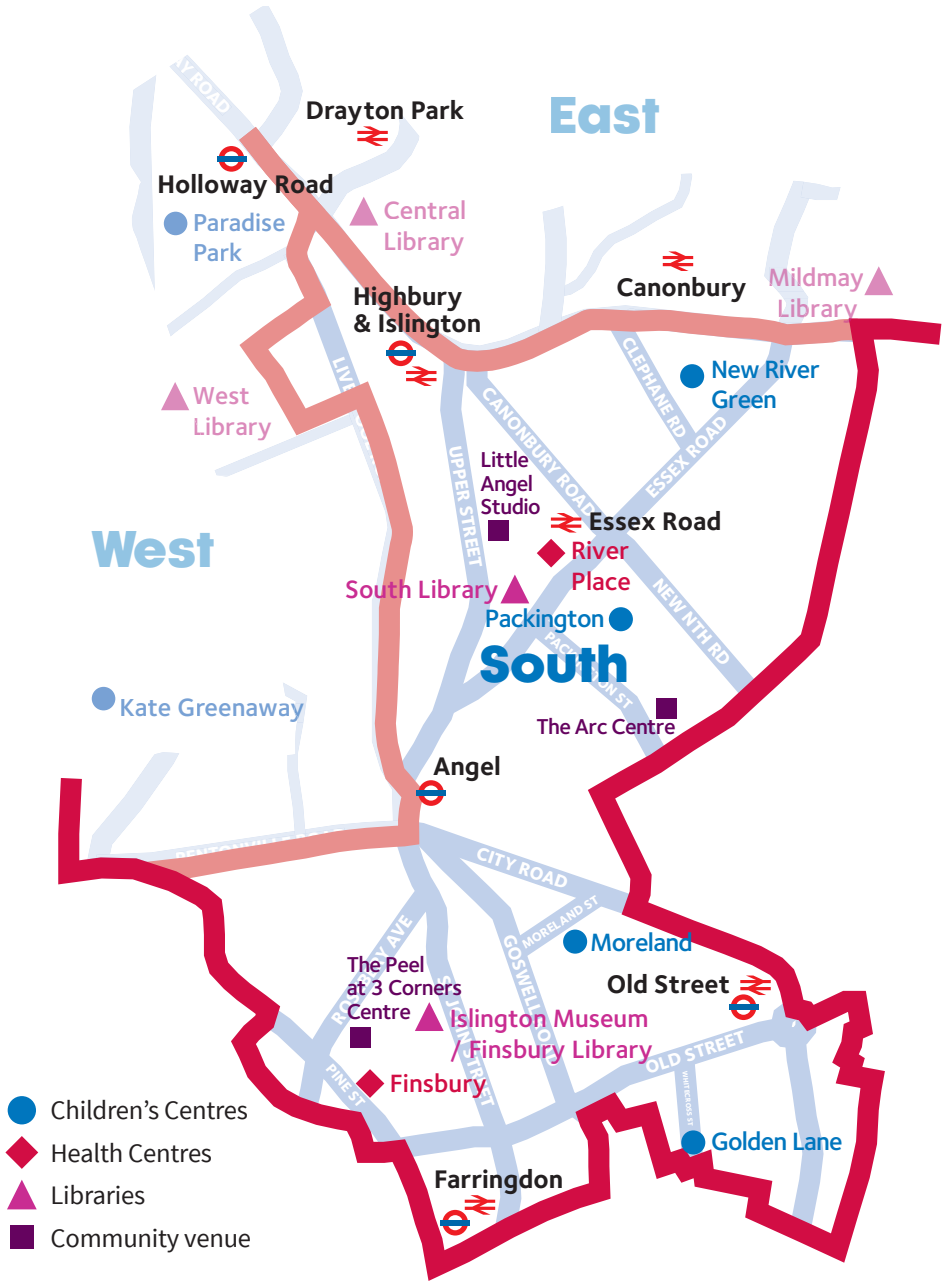 AY ROAD
Drayton Park
East
Holloway Road
Paradise
Park
Central
Library
Canonbury
Mildmay
Library
Highbury
& Islington
West
Library
CLEPHANE RD
New River
Green
CANONBURY ROAD
ESSEX ROAD
UPPER STREET
Little
Angel
Studio
Essex Road
West
River
Place
South Library
Packington
NEW NTH RD
South
Kate Greenaway
The Arc Centre
Angel
CITY ROAD
MORELAND ST
Moreland
GOSWELL ROAD
The Peel
at 3 Corners
Centre
Old Street
Islington Museum
/ Finsbury Library
OLD STREET
PINE ST
Finsbury
Children's Centres
Health Centres
Libraries
Community venue
Golden Lane
Farringdon